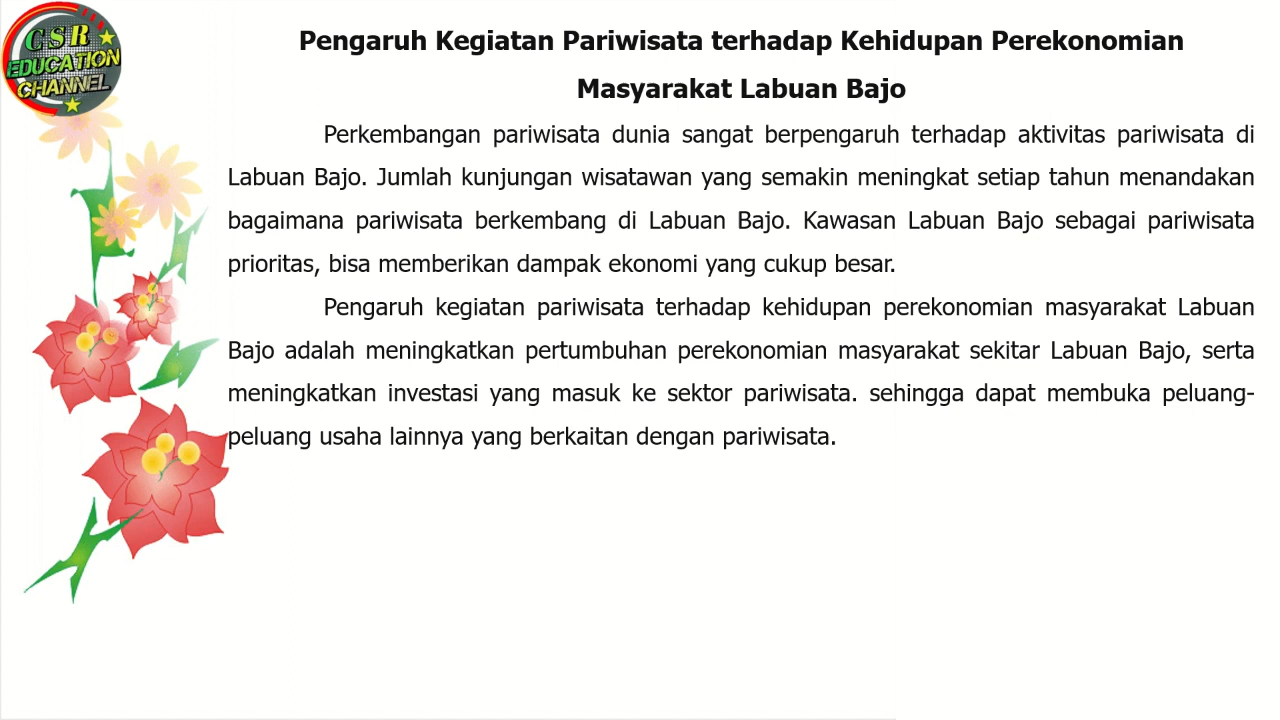 CSR
EDUCATION
CHANNEL
Pengaruh Kegiatan Pariwisata terhadap Kehidupan Perekonomian
Masyarakat Labuan Bajo
Perkembangan pariwisata dunia sangat berpengaruh terhadap aktivitas pariwisata di
Labuan Bajo. Jumlah kunjungan wisatawan yang semakin meningkat setiap tahun menandakan
bagaimana pariwisata berkembang di Labuan Bajo. Kawasan Labuan Bajo sebagai pariwisata
prioritas, bisa memberikan dampak ekonomi yang cukup besar.
Pengaruh kegiatan pariwisata terhadap kehidupan perekonomian masyarakat Labuan
Bajo adalah meningkatkan pertumbuhan perekonomian masyarakat sekitar Labuan Bajo, serta
meningkatkan investasi yang masuk ke sektor pariwisata. sehingga dapat membuka peluang-
peluang usaha lainnya yang berkaitan dengan pariwisata.